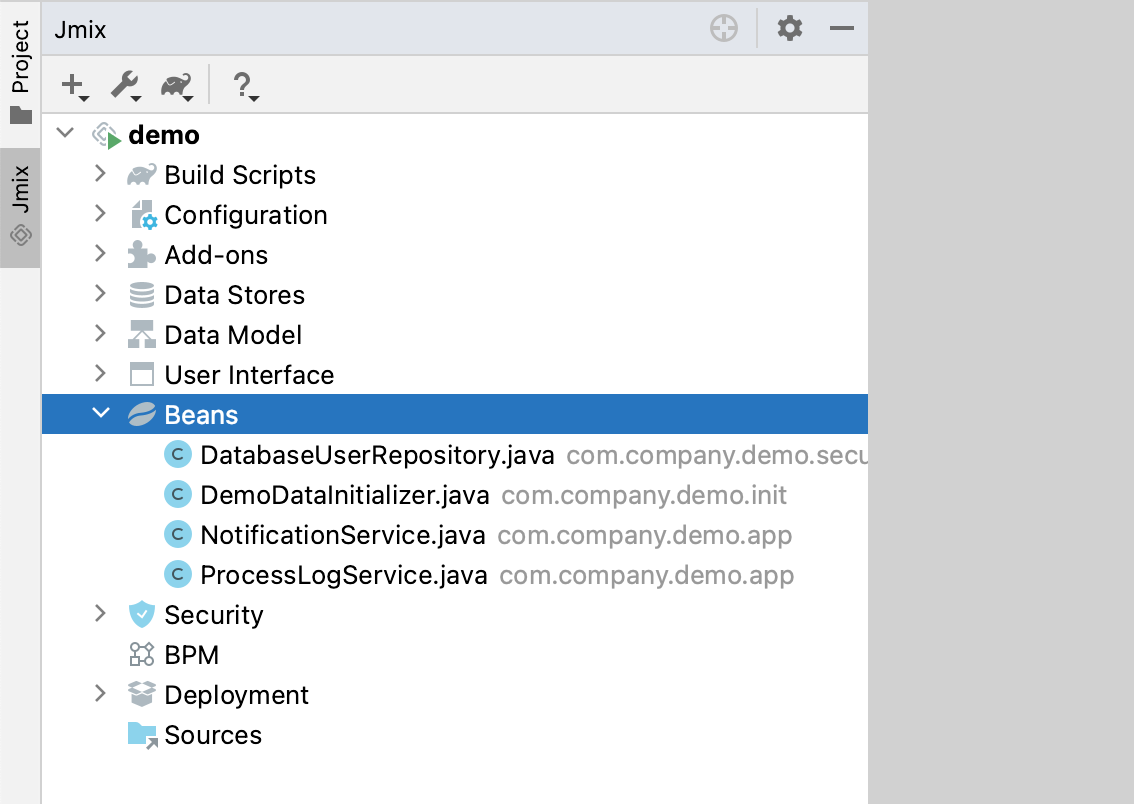 Project
Jmix
Jmix
demo
Build Scripts
Configuration
Add-ons
Data Stores
Data Model
User Interface
Beans
DatabaseUserRepository.java com.company.demo.secu
DemoDataInitializer.java com.company.demo.init
NotificationService.java com.company.demo.app
ProcessLogService.java com.company.demo.app
Security
BPM
Deployment
Sources